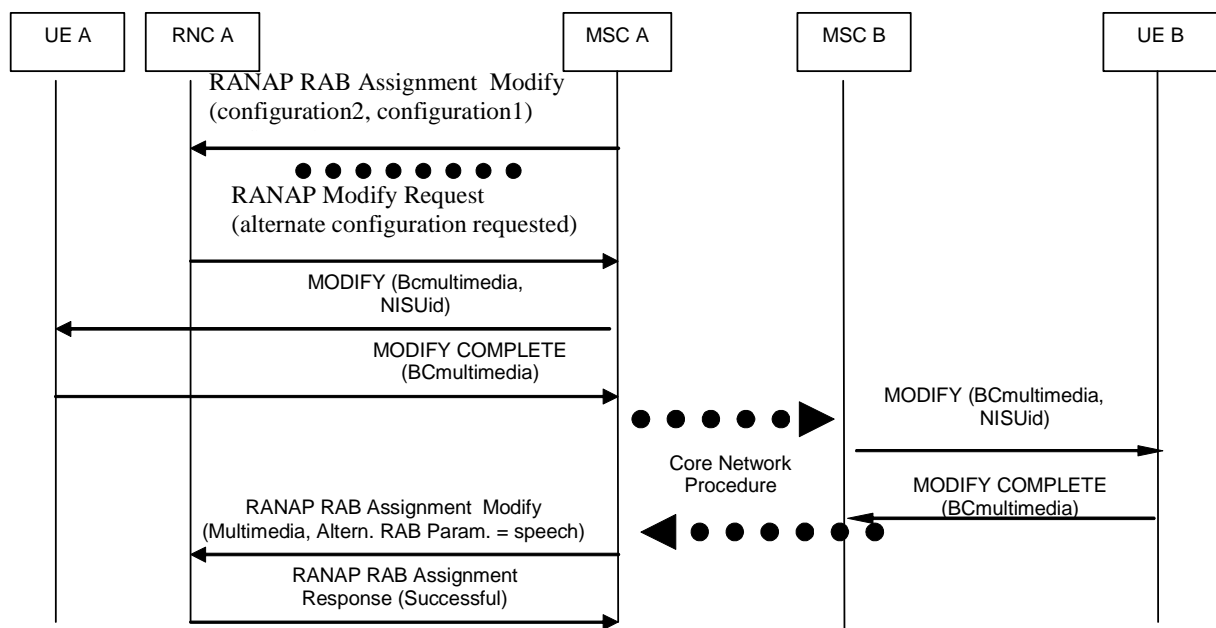 UE A
RNC A
MSC A
MSC B
UE B
RANAP RAB Assignment Modify
(configuration2, configuration1)
RANAP Modify Request
(alternate configuration requested)
MODIFY (Bcmultimedia,
NISUid)
MODIFY COMPLETE
(BCmultimedia)
MODIFY (BCmultimedia,
NISUid)
Core Network
Procedure
MODIFY COMPLETE
(BCmultimedia)
RANAP RAB Assignment Modify
(Multimedia, Altern. RAB Param. = speech)
RANAP RAB Assignment
Response (Successful)